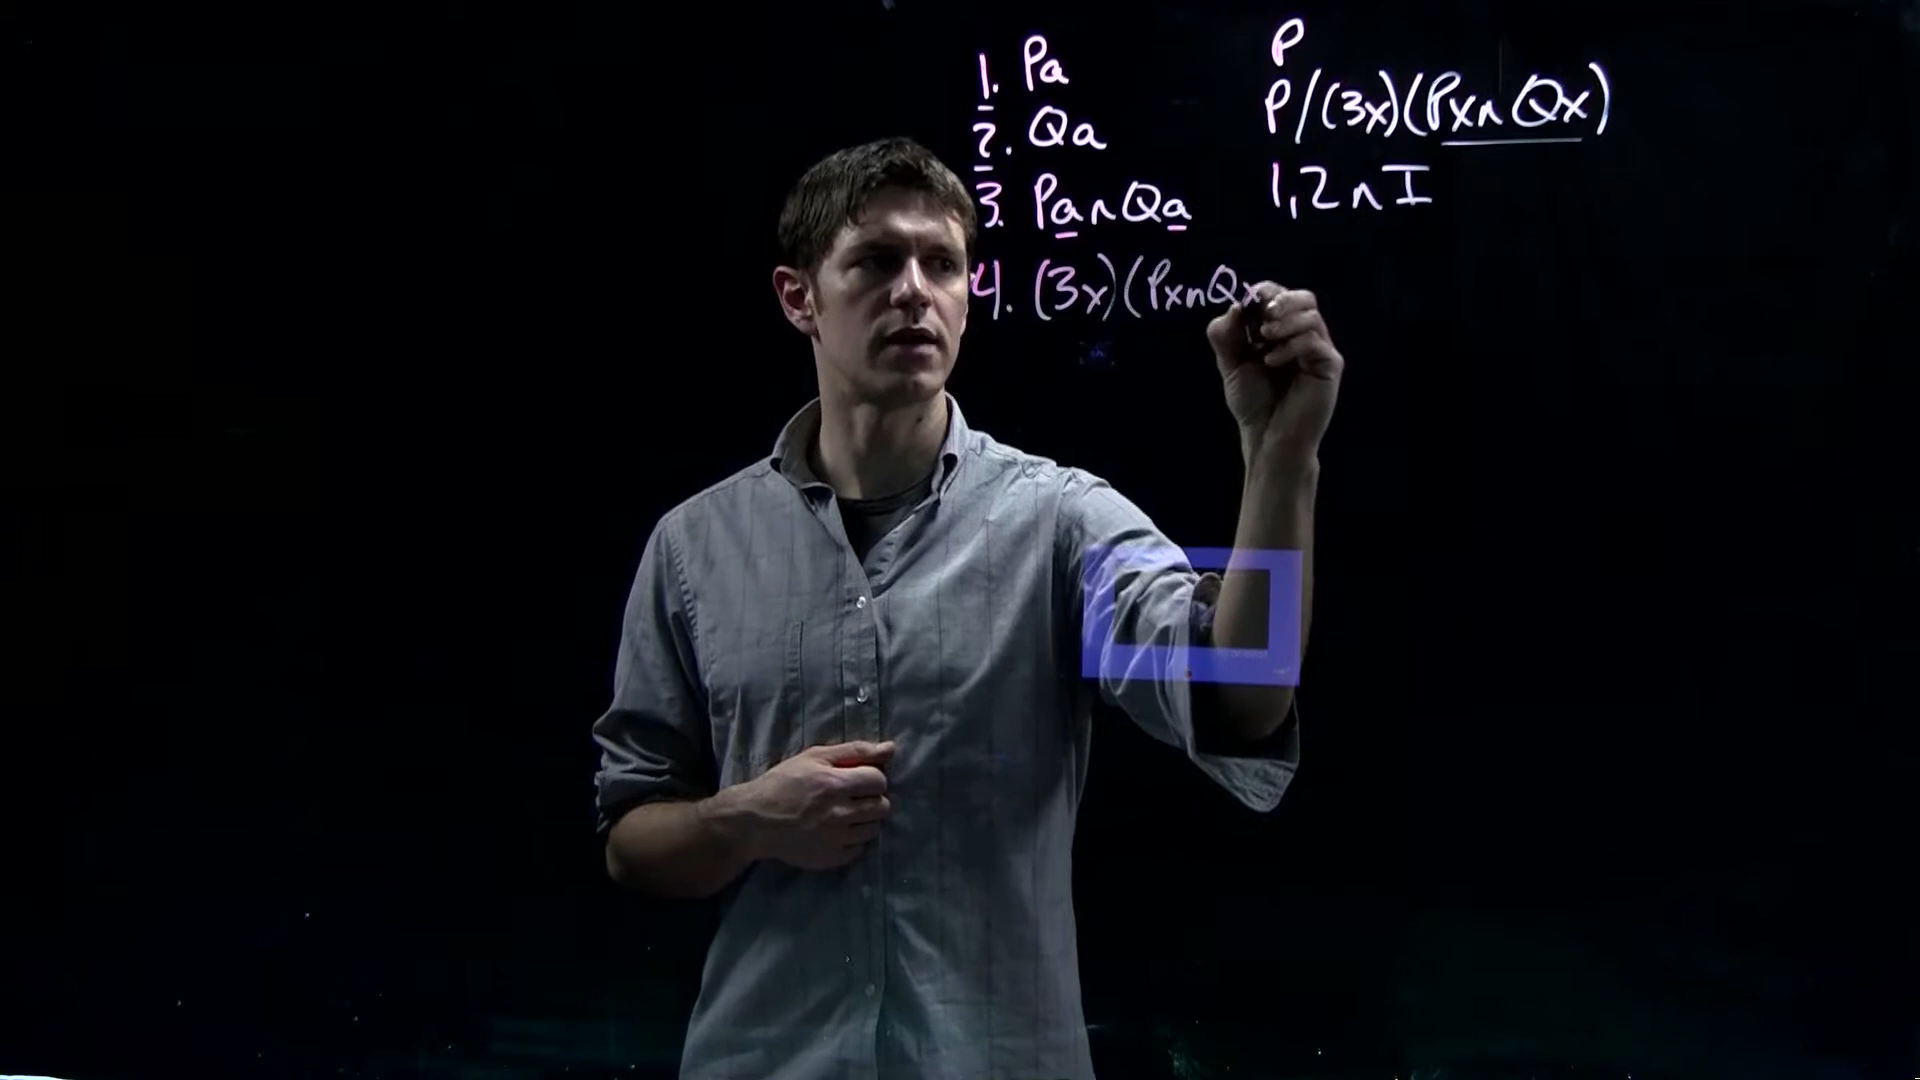 1. Pa P
2. Qa P/(∃x)(Px∧Qx)
3. Pa∧Qa 1,2∧I
4. (∃x)(Px∧Qx